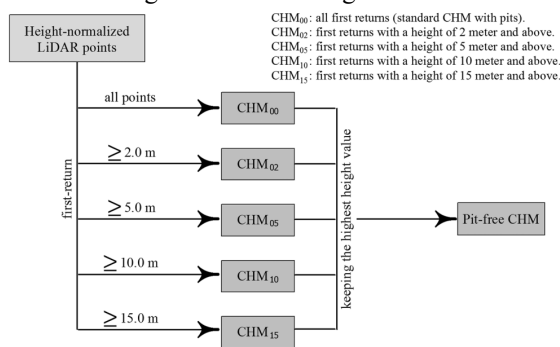 Height-normalized
LiDAR points
CHM₀₀: all first returns (standard CHM with pits).
CHM₀₂: first returns with a height of 2 meter and above.
CHM₀₅: first returns with a height of 5 meter and above.
CHM₁₀: first returns with a height of 10 meter and above.
CHM₁₅: first returns with a height of 15 meter and above.
first-return
all points
CHM₀₀
≥2.0 m
CHM₀₂
≥5.0 m
CHM₀₅
≥10.0 m
CHM₁₀
≥15.0 m
CHM₁₅
keeping the highest height value
Pit-free CHM